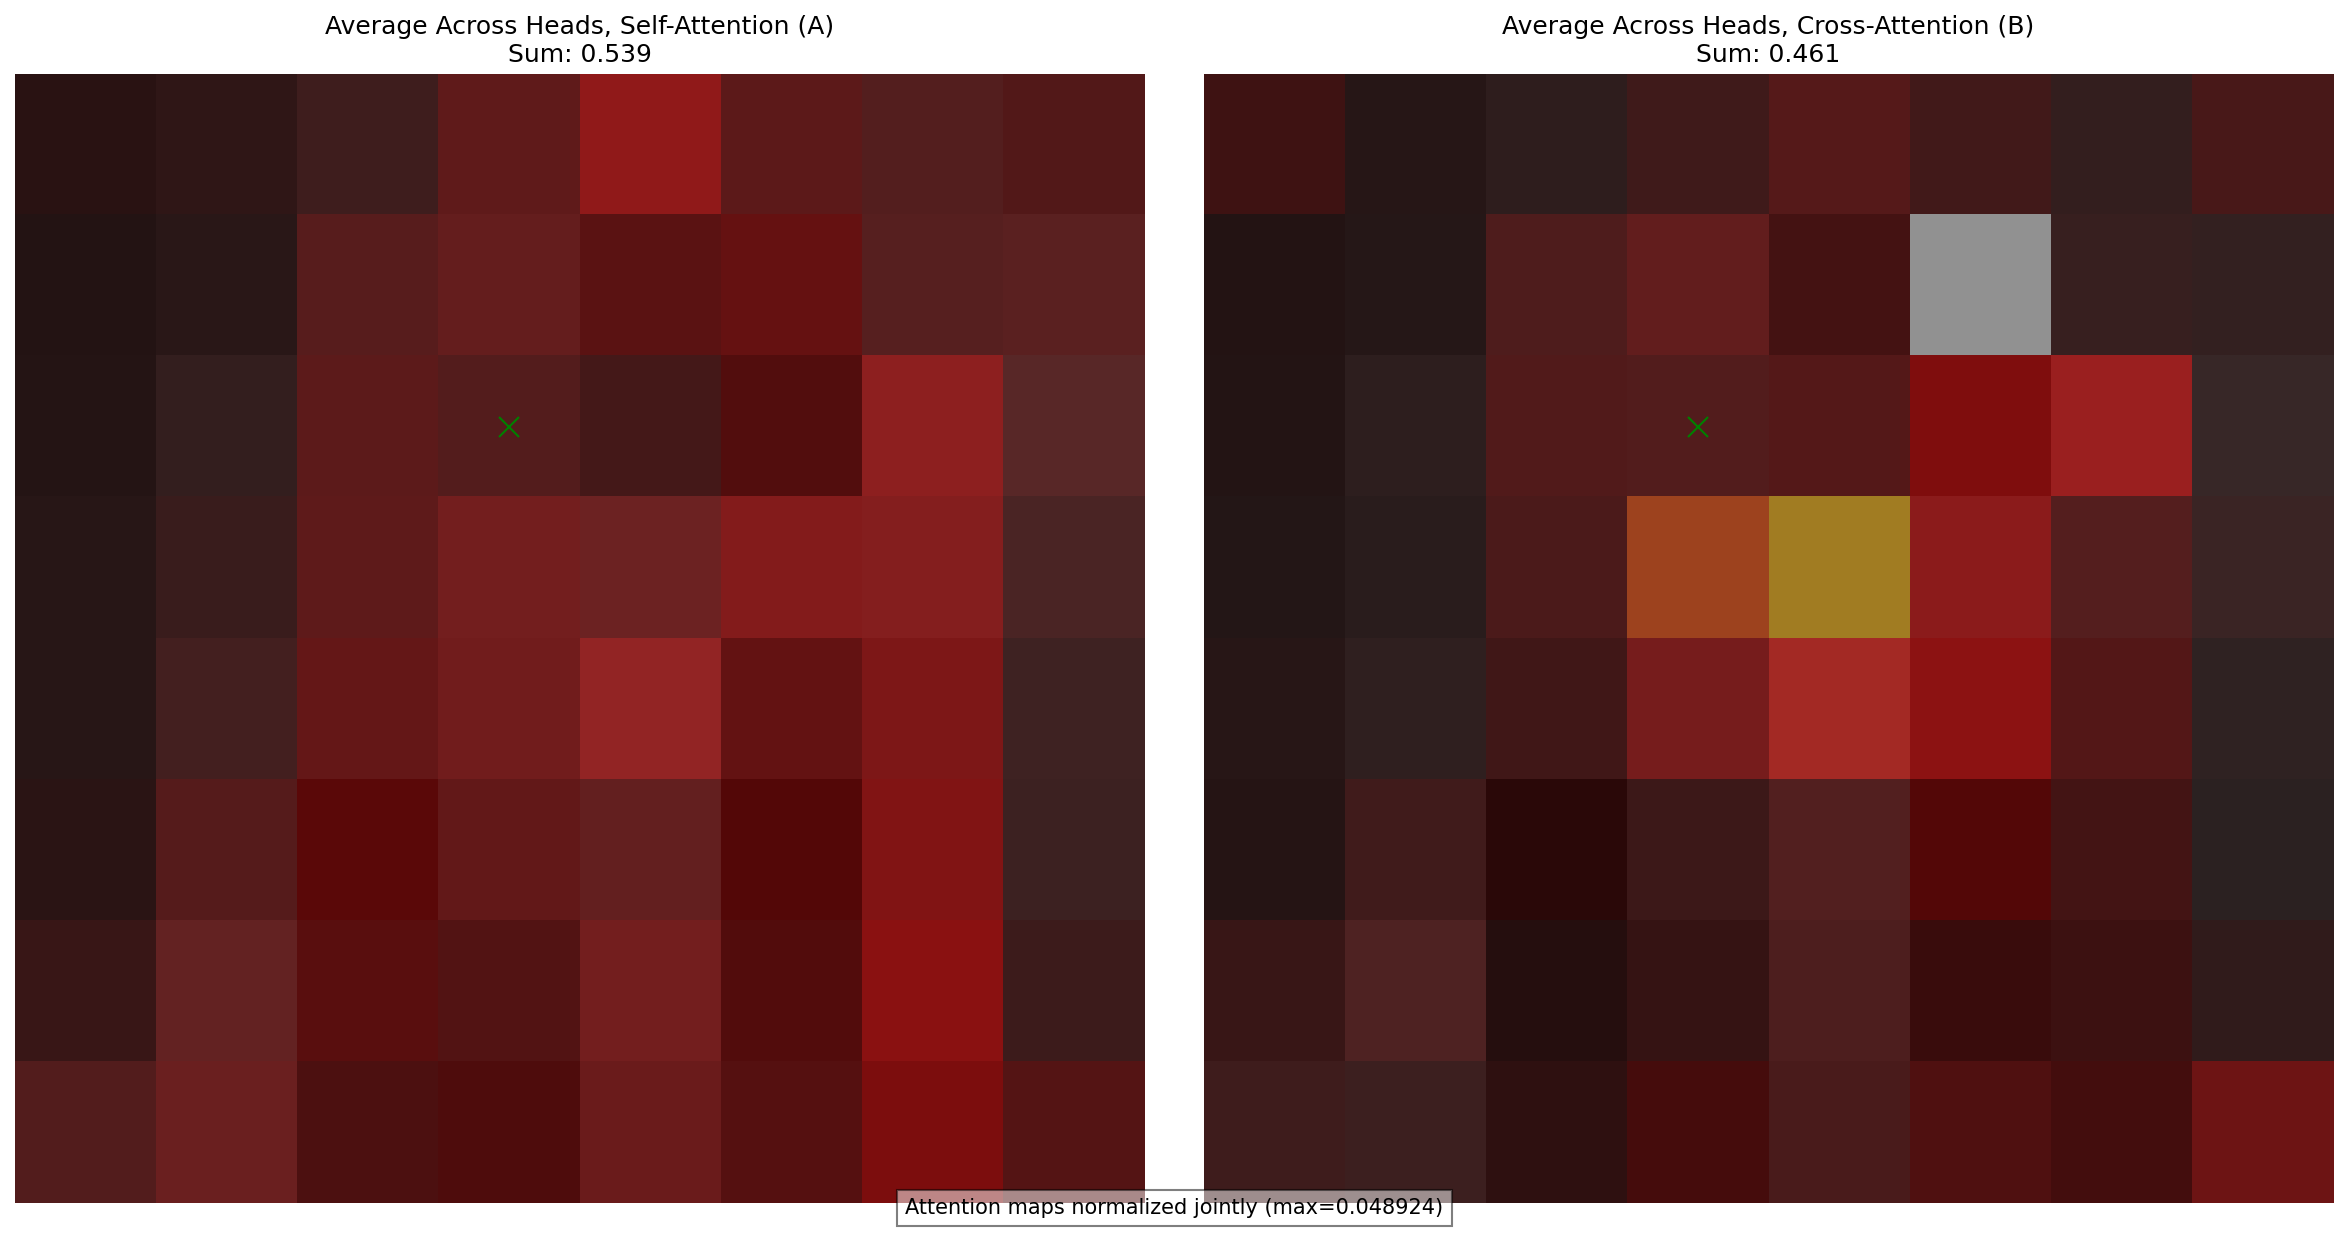 Average Across Heads, Self-Attention (A)
Sum: 0.539
Average Across Heads, Cross-Attention (B)
Sum: 0.461
Attention maps normalized jointly (max=0.048924)